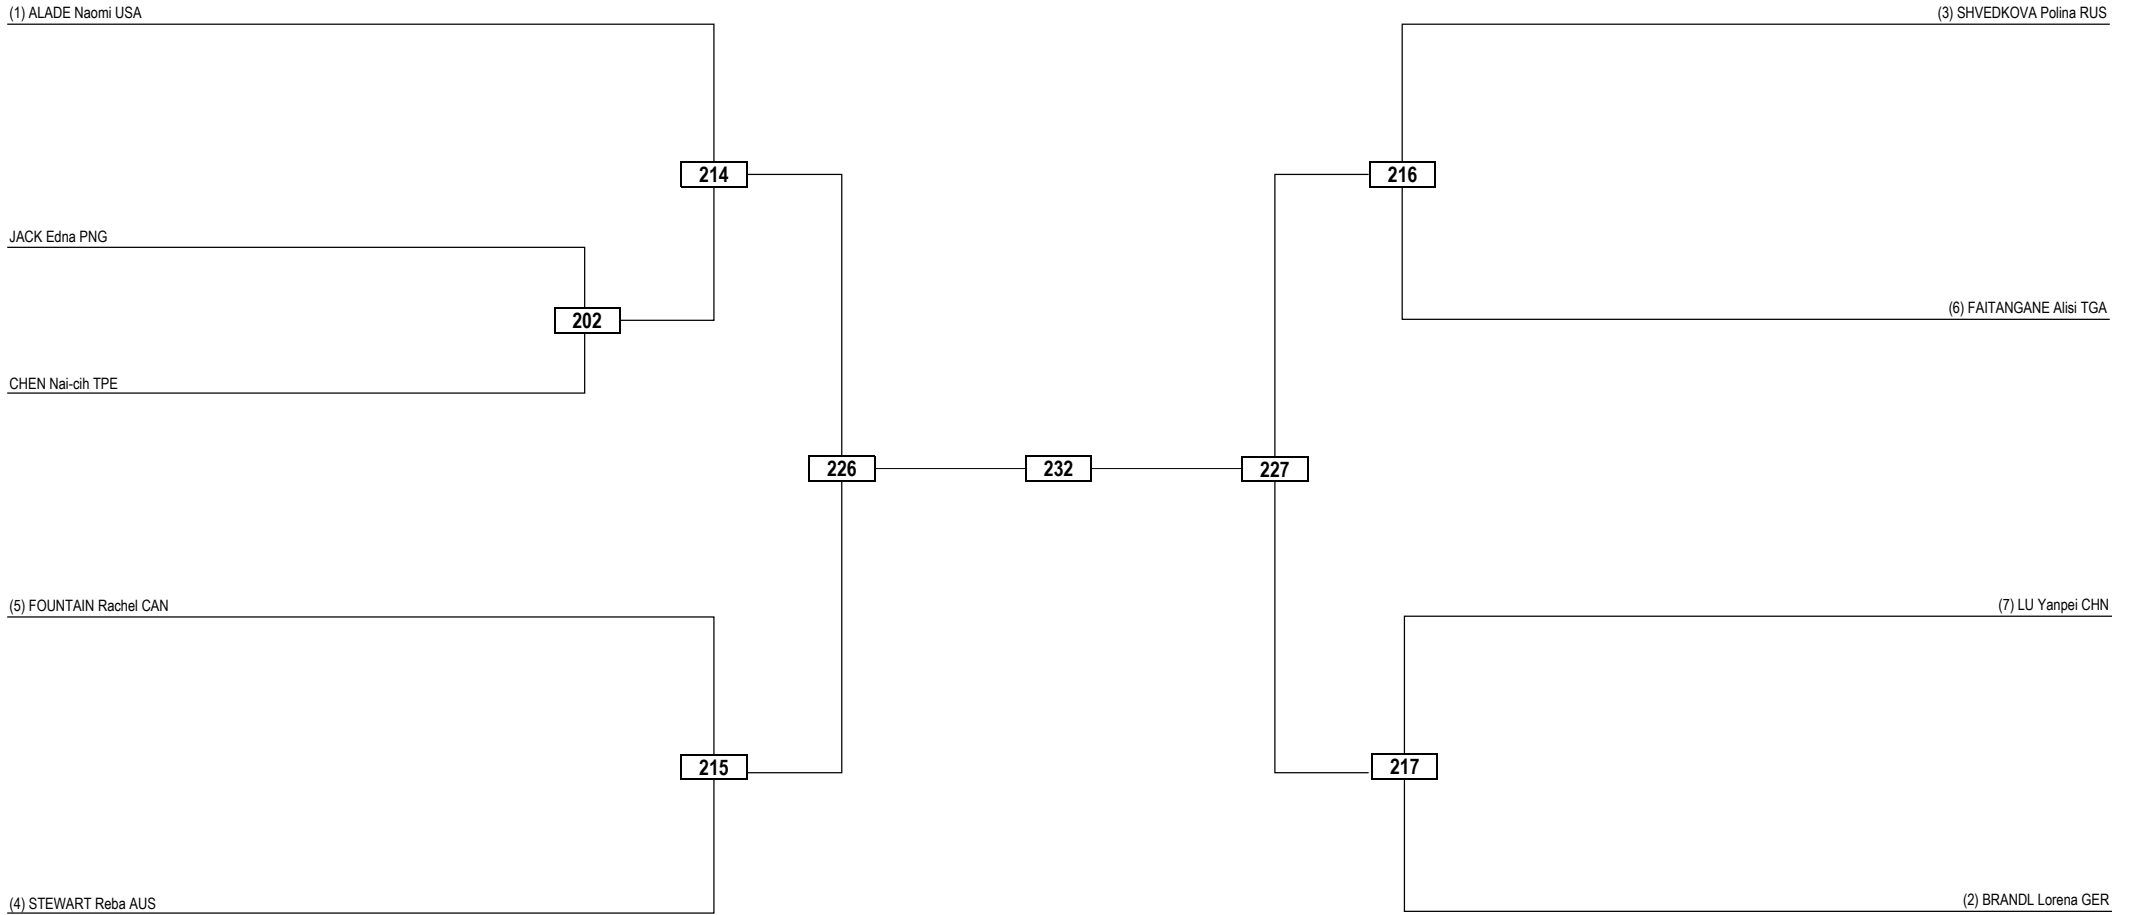 (1) ALADE Naomi USA
(3) SHVEDKOVA Polina RUS
214
216
JACK Edna PNG
(6) FAITANGANE Alisi TGA
202
CHEN Nai-cih TPE
226
232
227
(5) FOUNTAIN Rachel CAN
(7) LU Yanpei CHN
215
217
(4) STEWART Reba AUS
(2) BRANDL Lorena GER